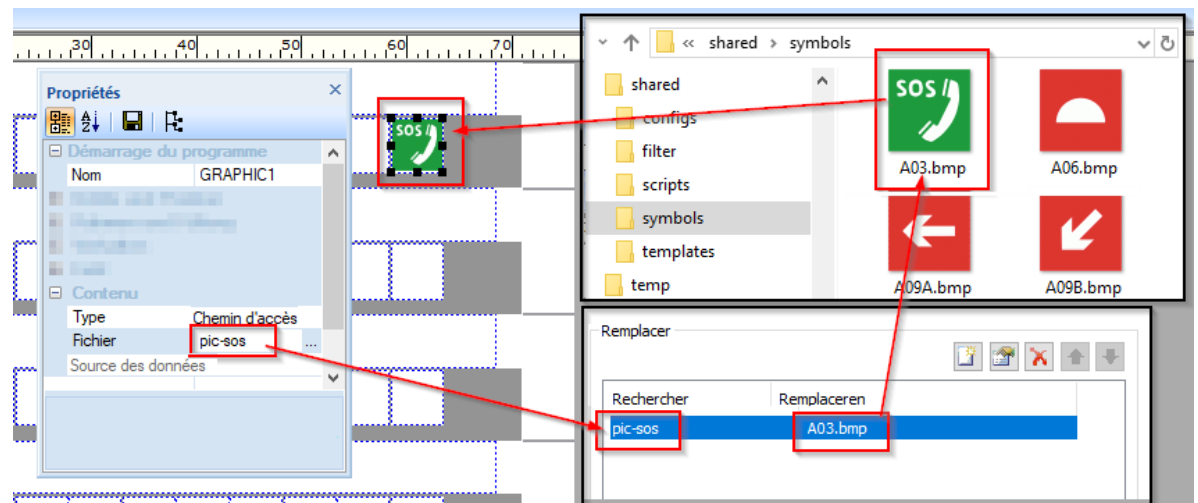 30 40 50 60 70
Propriétés
Démarrage du programme
Nom GRAPHIC1
Contenu
Type Chemin d'accès
Fichier pic-sos ...
Source des données
SOS
« shared > symbols
shared
configs
filter
scripts
symbols
templates
temp
SOS
A03.bmp A06.bmp
A09A.bmp A09B.bmp
Remplacer
Rechercher Remplaceren
pic-sos A03.bmp